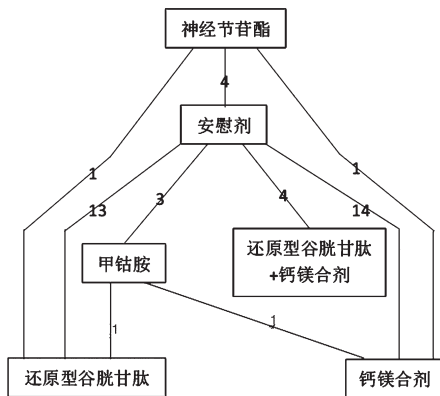 神经节苷酯
4
安慰剂
1
1
13
3
4
14
甲钴胺
还原型谷胱甘肽
+钙镁合剂
1
1
还原型谷胱甘肽
钙镁合剂